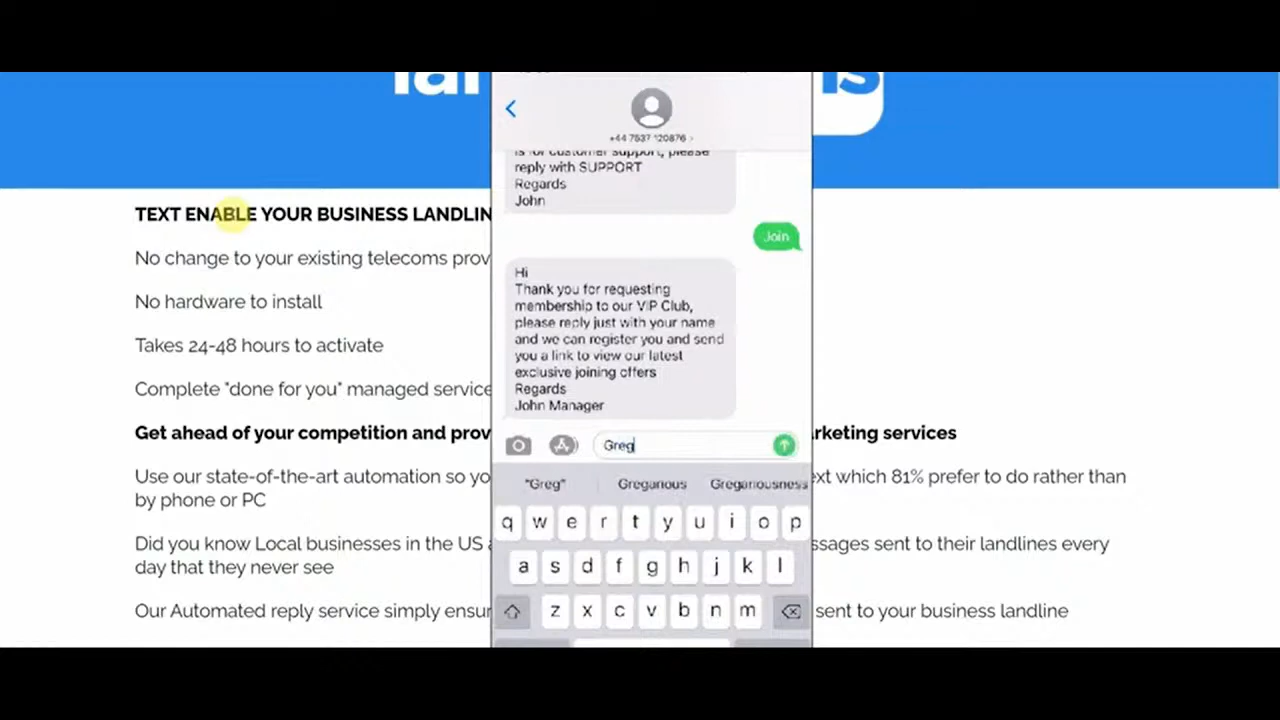 +44 7537 120876 >
is for customer support, please
reply with SUPPORT
Regards
John
Join
Hi
Thank you for requesting
membership to our VIP Club,
please reply just with your name
and we can register you and send
you a link to view our latest
exclusive joining offers
Regards
John Manager
Greg
"Greg" Gregarious Gregariousness
q w e r t y u i o p
a s d f g h j k l
z x c v b n m
TEXT ENABLE YOUR BUSINESS LANDLIN
No change to your existing telecoms prov
No hardware to install
Takes 24-48 hours to activate
Complete "done for you" managed service
Get ahead of your competition and prov rketing services
Use our state-of-the-art automation so yo ext which 81% prefer to do rather than
by phone or PC
Did you know Local businesses in the US ssages sent to their landlines every
day that they never see
Our Automated reply service simply ensur sent to your business landline